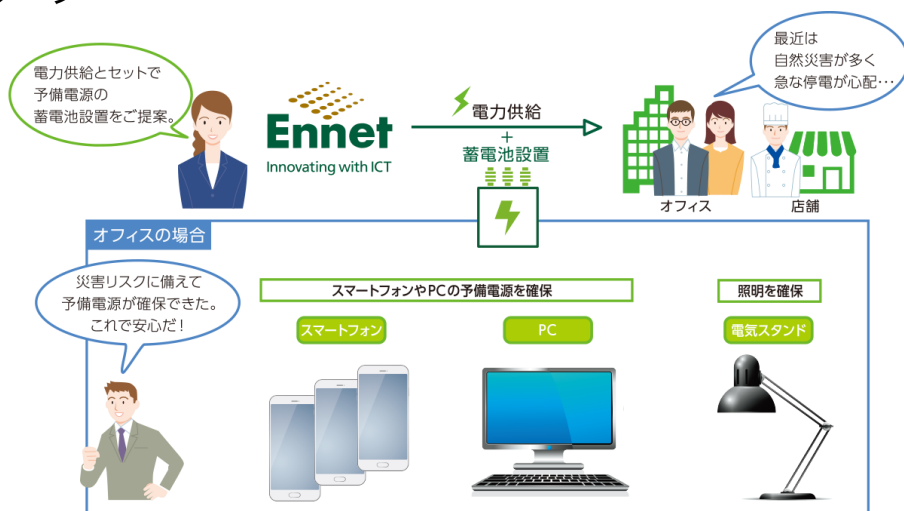 電力供給とセットで
予備電源の
蓄電池設置をご提案。
Ennet
Innovating with ICT
電力供給
+
蓄電池設置
最近は
自然災害が多く
急な停電が心配…
オフィス
店舗
オフィスの場合
災害リスクに備えて
予備電源が確保できた。
これで安心だ!
スマートフォンやPCの予備電源を確保
照明を確保
スマートフォン
PC
電気スタンド